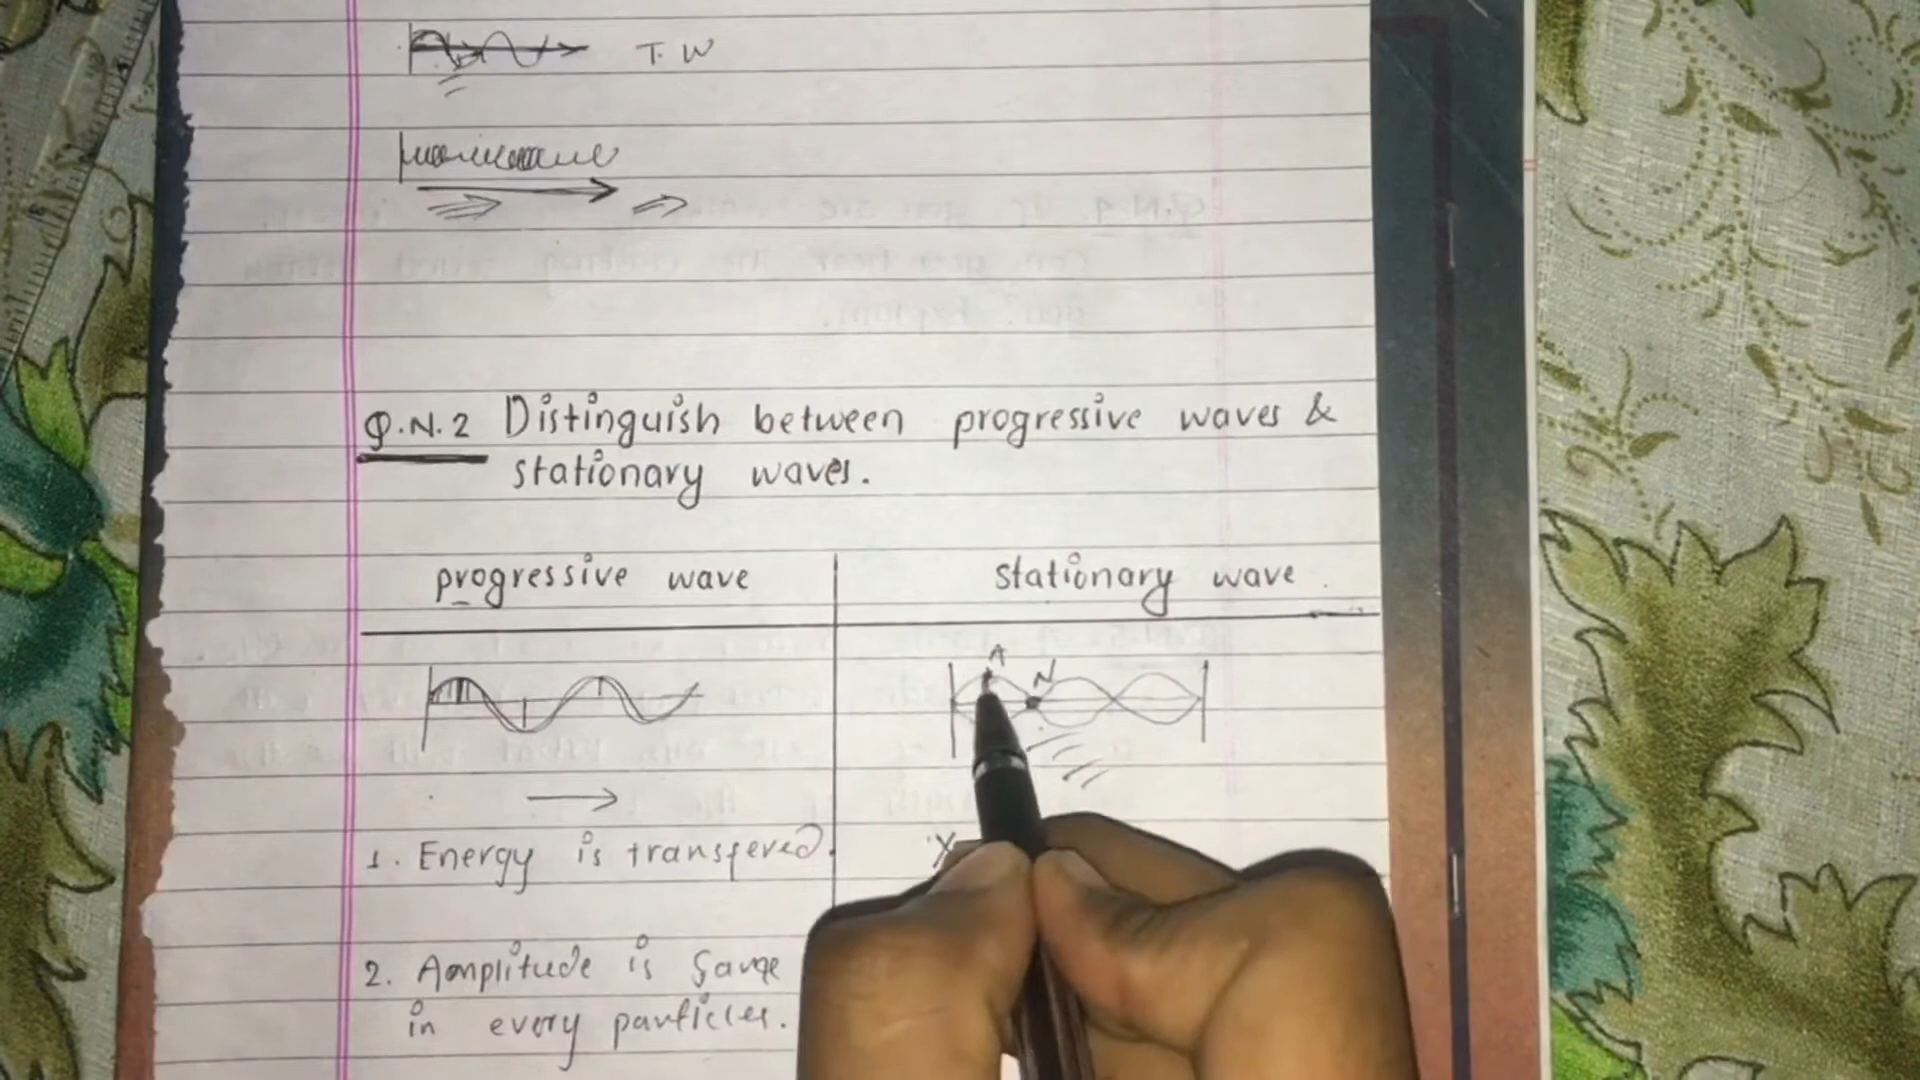 T. W
Q.N.2 Distinguish between progressive waves &
stationary waves.
progressive wave
stationary wave
A
N
1. Energy is transfered.
X
2. Amplitude is same
in every particles.